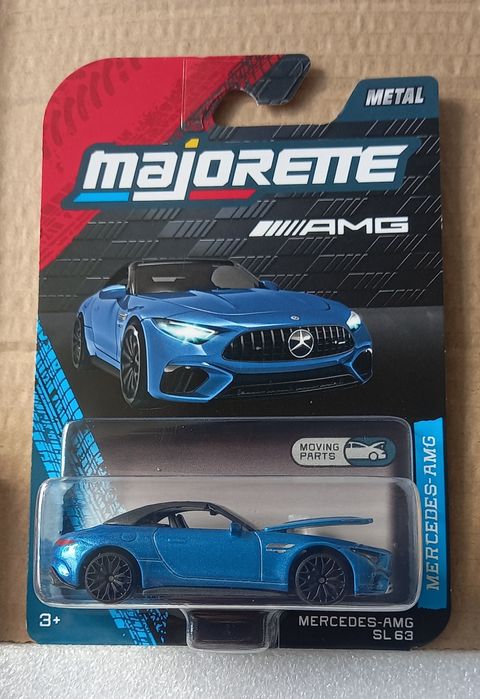 METAL
majorette
AMG
MOVING
PARTS
MERCEDES-AMG
3+
MERCEDES-AMG
SL 63